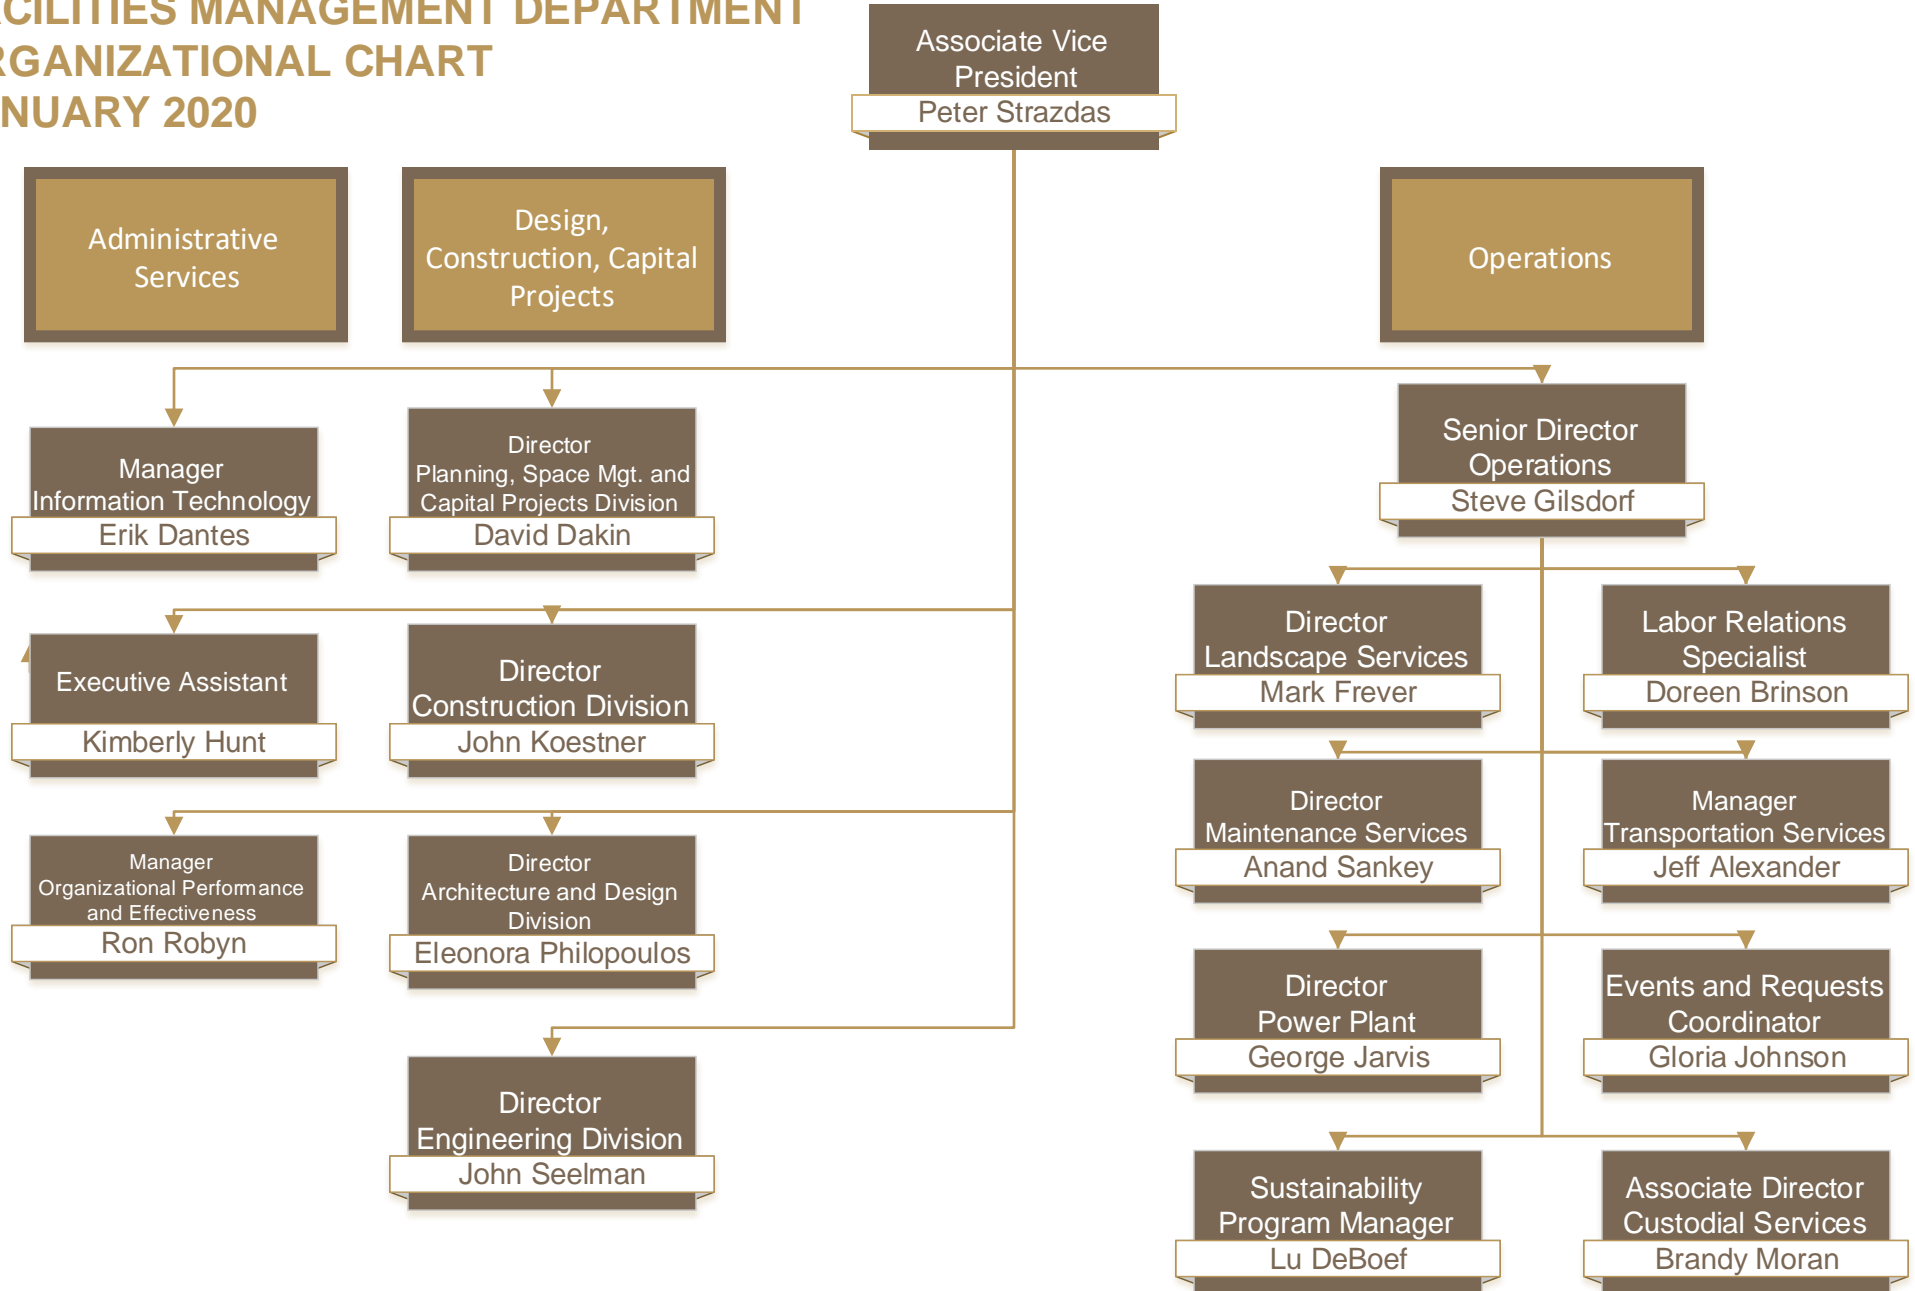 ACILITIES MANAGEMENT DEPARTMENT
RGANIZATIONAL CHART
NUARY 2020
Associate Vice
President
Peter Strazdas
Administrative
Services
Design,
Construction, Capital
Projects
Operations
Manager
Information Technology
Erik Dantes
Director
Planning, Space Mgt. and
Capital Projects Division
David Dakin
Senior Director
Operations
Steve Gilsdorf
Executive Assistant
Kimberly Hunt
Director
Construction Division
John Koestner
Director
Landscape Services
Mark Frever
Labor Relations
Specialist
Doreen Brinson
Manager
Organizational Performance
and Effectiveness
Ron Robyn
Director
Architecture and Design
Division
Eleonora Philopoulos
Director
Maintenance Services
Anand Sankey
Manager
Transportation Services
Jeff Alexander
Director
Power Plant
George Jarvis
Events and Requests
Coordinator
Gloria Johnson
Director
Engineering Division
John Seelman
Sustainability
Program Manager
Lu DeBoef
Associate Director
Custodial Services
Brandy Moran